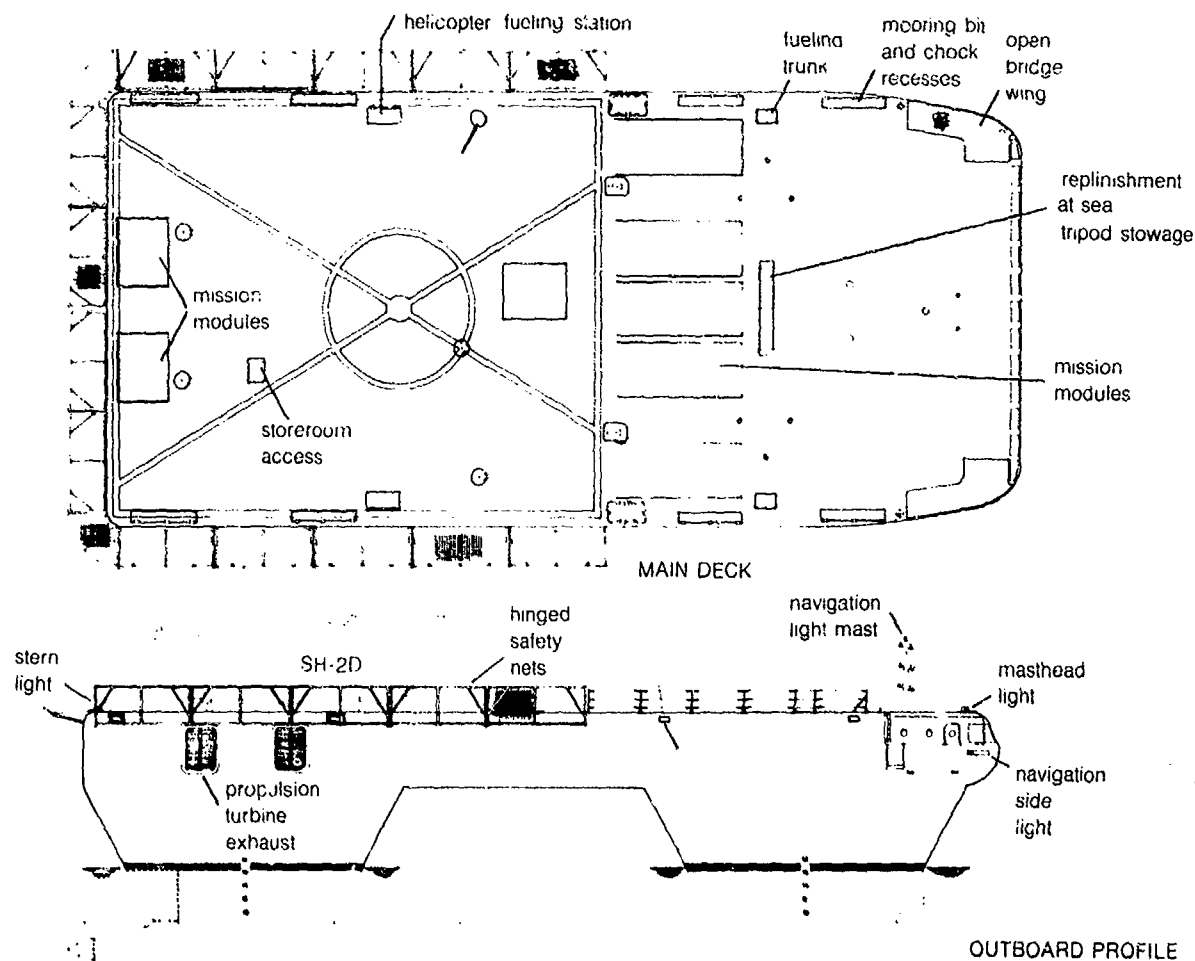 helicopter fueling station
fueling
trunk
mooring bit
and chock
recesses
open
bridge
wing
replinishment
at sea
tripod stowage
mission
modules
mission
modules
storeroom
access
MAIN DECK
hinged
safety
nets
navigation
light mast
stern
light
SH-2D
masthead
light
propulsion
turbine
exhaust
navigation
side
light
OUTBOARD PROFILE